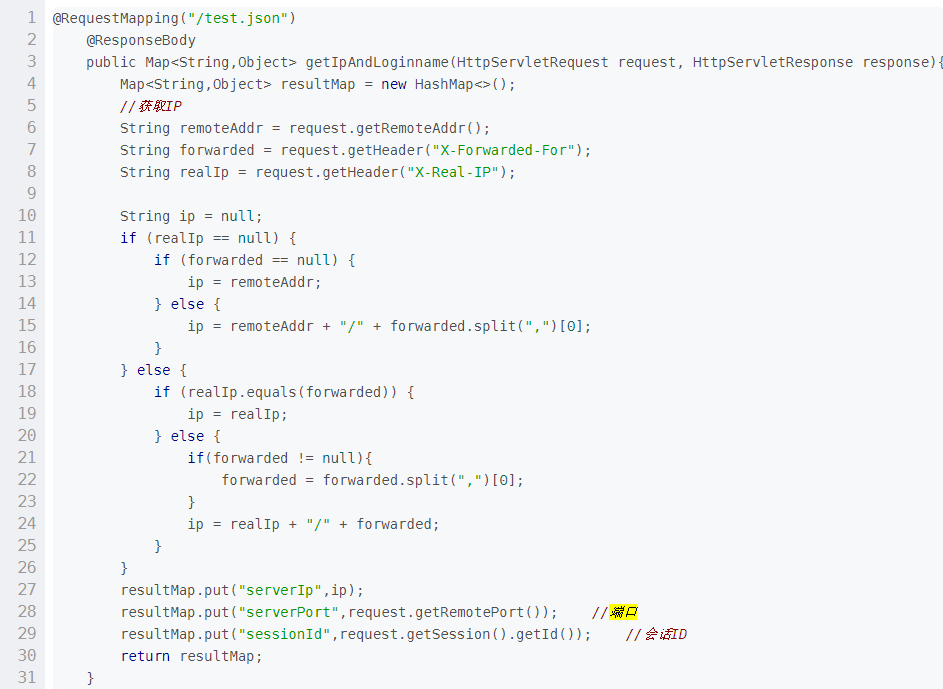 1 @RequestMapping("/test.json")
2 @ResponseBody
3 public Map<String,Object> getIpAndLoginname(HttpServletRequest request, HttpServletResponse response){
4 Map<String,Object> resultMap = new HashMap<>();
5 //获取IP
6 String remoteAddr = request.getRemoteAddr();
7 String forwarded = request.getHeader("X-Forwarded-For");
8 String realIp = request.getHeader("X-Real-IP");
9
10 String ip = null;
11 if (realIp == null) {
12 if (forwarded == null) {
13 ip = remoteAddr;
14 } else {
15 ip = remoteAddr + "/" + forwarded.split(",")[0];
16 }
17 } else {
18 if (realIp.equals(forwarded)) {
19 ip = realIp;
20 } else {
21 if(forwarded != null){
22 forwarded = forwarded.split(",")[0];
23 }
24 ip = realIp + "/" + forwarded;
25 }
26 }
27 resultMap.put("serverIp",ip);
28 resultMap.put("serverPort",request.getRemotePort()); //端口
29 resultMap.put("sessionId",request.getSession().getId()); //会话ID
30 return resultMap;
31 }